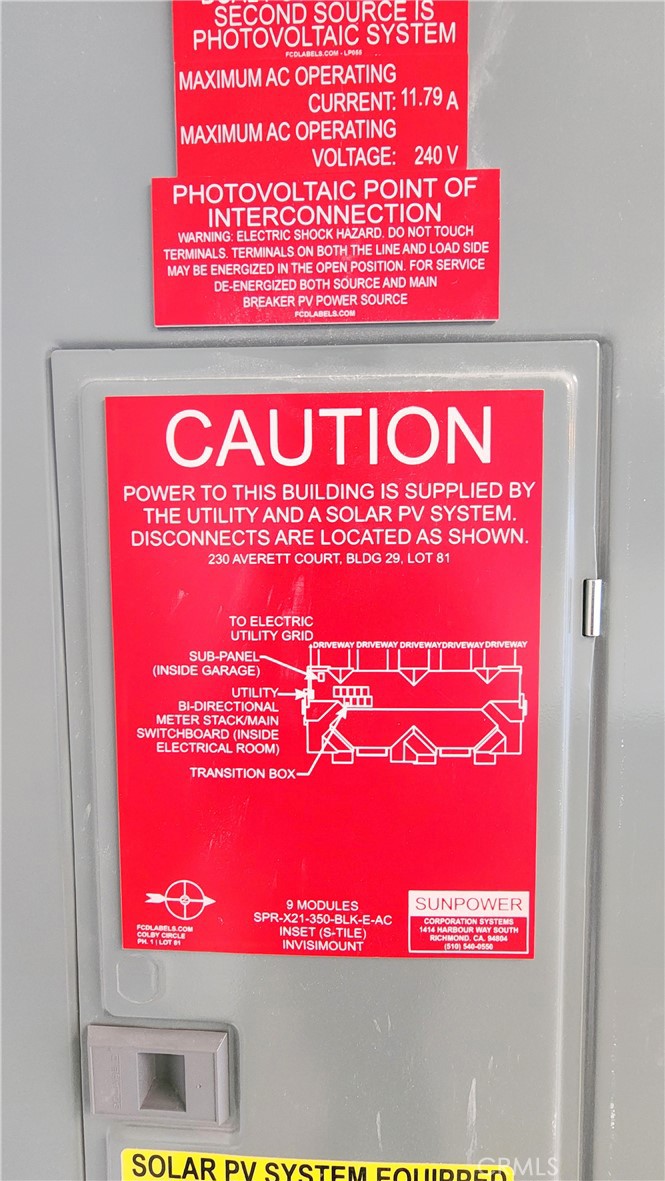 SECOND SOURCE IS
PHOTOVOLTAIC SYSTEM
FCDLABELS.COM - LP058
MAXIMUM AC OPERATING
CURRENT: 11.79 A
MAXIMUM AC OPERATING
VOLTAGE: 240 V
PHOTOVOLTAIC POINT OF
INTERCONNECTION
WARNING: ELECTRIC SHOCK HAZARD. DO NOT TOUCH
TERMINALS. TERMINALS ON BOTH THE LINE AND LOAD SIDE
MAY BE ENERGIZED IN THE OPEN POSITION. FOR SERVICE
DE-ENERGIZED BOTH SOURCE AND MAIN
BREAKER PV POWER SOURCE
FCDLABELS.COM
CAUTION
POWER TO THIS BUILDING IS SUPPLIED BY
THE UTILITY AND A SOLAR PV SYSTEM.
DISCONNECTS ARE LOCATED AS SHOWN.
230 AVERETT COURT, BLDG 29, LOT 81
TO ELECTRIC
UTILITY GRID
DRIVEWAY DRIVEWAY DRIVEWAY DRIVEWAY DRIVEWAY
SUB-PANEL
(INSIDE GARAGE)
UTILITY
BI-DIRECTIONAL
METER STACK/MAIN
SWITCHBOARD (INSIDE
ELECTRICAL ROOM)
TRANSITION BOX
FCDLABELS.COM
COLBY CIRCLE
PH. 1 | LOT 81
9 MODULES
SPR-X21-350-BLK-E-AC
INSET (S-TILE)
INVISIMOUNT
SUNPOWER
CORPORATION SYSTEMS
1414 HARBOUR WAY SOUTH
RICHMOND, CA. 94804
(510) 540-0550
SOLAR PV SYSTEM EQUIPPED
CRMLS